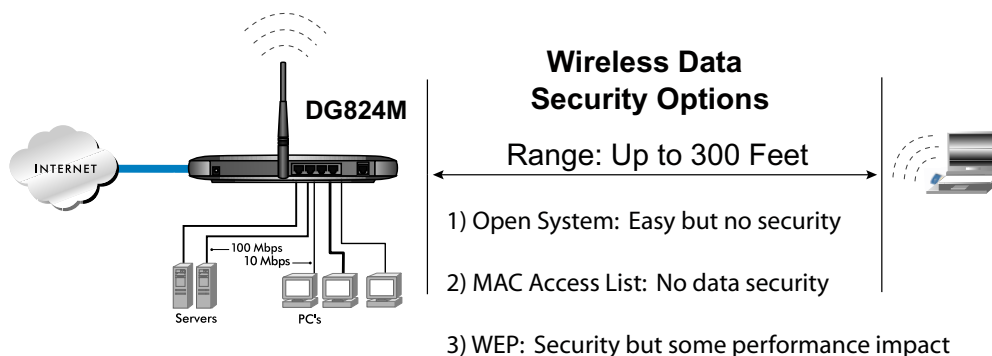 Wireless Data
Security Options
DG824M
INTERNET
Range: Up to 300 Feet
1) Open System: Easy but no security
100 Mbps
10 Mbps
2) MAC Access List: No data security
Servers
PC's
3) WEP: Security but some performance impact